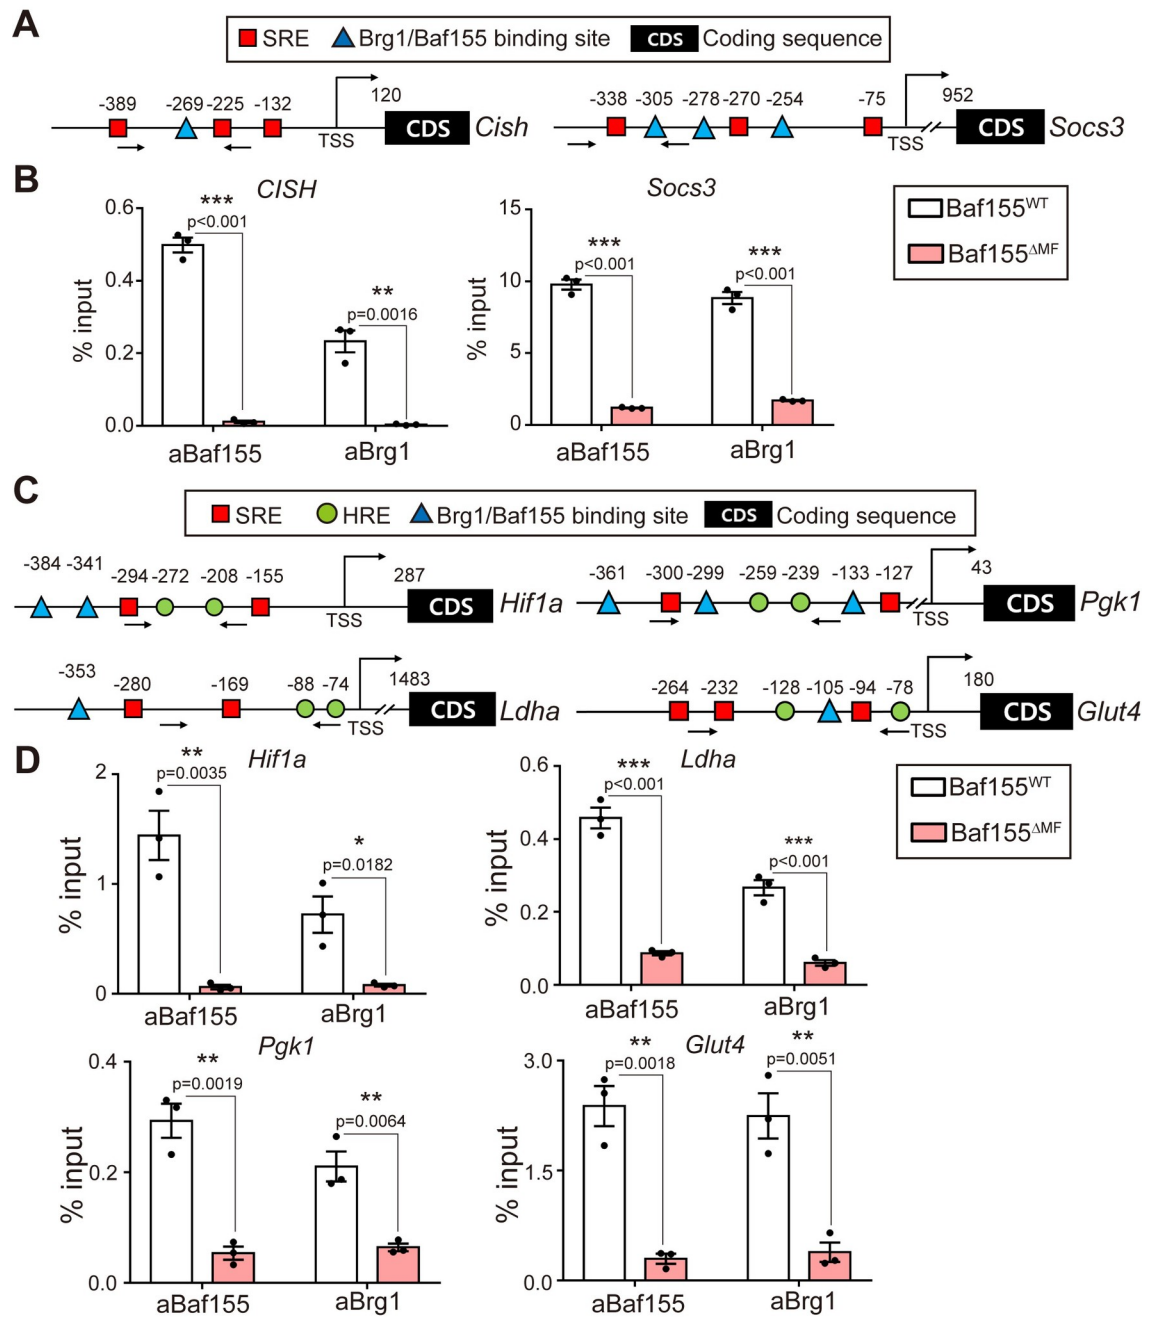 A
SRE Brg1/Baf155 binding site CDS Coding sequence
-389 -269 -225 -132 120 CDS Cish TSS
-338 -305 -278 -270 -254 -75 952 CDS Socs3 TSS
B
CISH
0.6
0.4
0.2
0.0
% input
***
p<0.001
**
p=0.0016
aBaf155 aBrg1
Socs3
15
10
5
0
% input
***
p<0.001
***
p<0.001
aBaf155 aBrg1
Baf155WT
Baf155ΔMF
C
SRE HRE Brg1/Baf155 binding site CDS Coding sequence
-384 -341 -294 -272 -208 -155 287 CDS Hif1a TSS
-361 -300 -299 -259 -239 -133 -127 43 CDS Pgk1 TSS
-353 -280 -169 -88 -74 1483 CDS Ldha TSS
-264 -232 -128 -105 -94 -78 180 CDS Glut4 TSS
D
Hif1a
2
1
0
% input
**
p=0.0035
*
p=0.0182
aBaf155 aBrg1
Ldha
0.6
0.4
0.2
0.0
% input
***
p<0.001
***
p<0.001
aBaf155 aBrg1
Baf155WT
Baf155ΔMF
Pgk1
0.4
0.2
0.0
% input
**
p=0.0019
**
p=0.0064
aBaf155 aBrg1
Glut4
3.0
1.5
0.0
% input
**
p=0.0018
**
p=0.0051
aBaf155 aBrg1